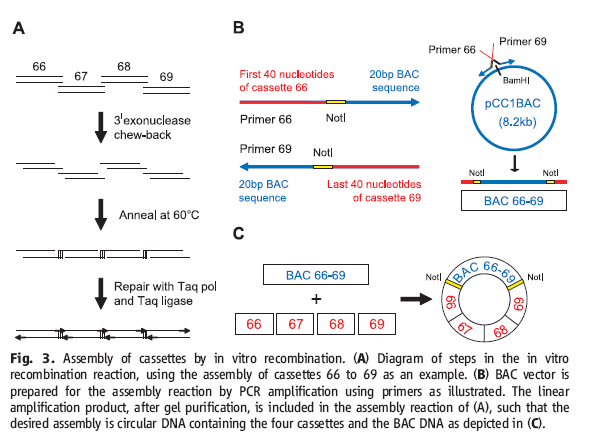 A
66
67
68
69
3'exonuclease
chew-back
Anneal at 60°C
Repair with Taq pol
and Taq ligase
B
First 40 nucleotides
of cassette 66
20bp BAC
sequence
Primer 66
NotI
Primer 69
NotI
20bp BAC
sequence
Last 40 nucleotides
of cassette 69
Primer 66
Primer 69
BamHI
pCC1BAC
(8.2kb)
NotI
NotI
BAC 66-69
C
BAC 66-69
+
66
67
68
69
NotI
BAC 66-69
NotI
66
67
68
69
Fig. 3. Assembly of cassettes by in vitro recombination. (A) Diagram of steps in the in vitro
recombination reaction, using the assembly of cassettes 66 to 69 as an example. (B) BAC vector is
prepared for the assembly reaction by PCR amplification using primers as illustrated. The linear
amplification product, after gel purification, is included in the assembly reaction of (A), such that the
desired assembly is circular DNA containing the four cassettes and the BAC DNA as depicted in (C).